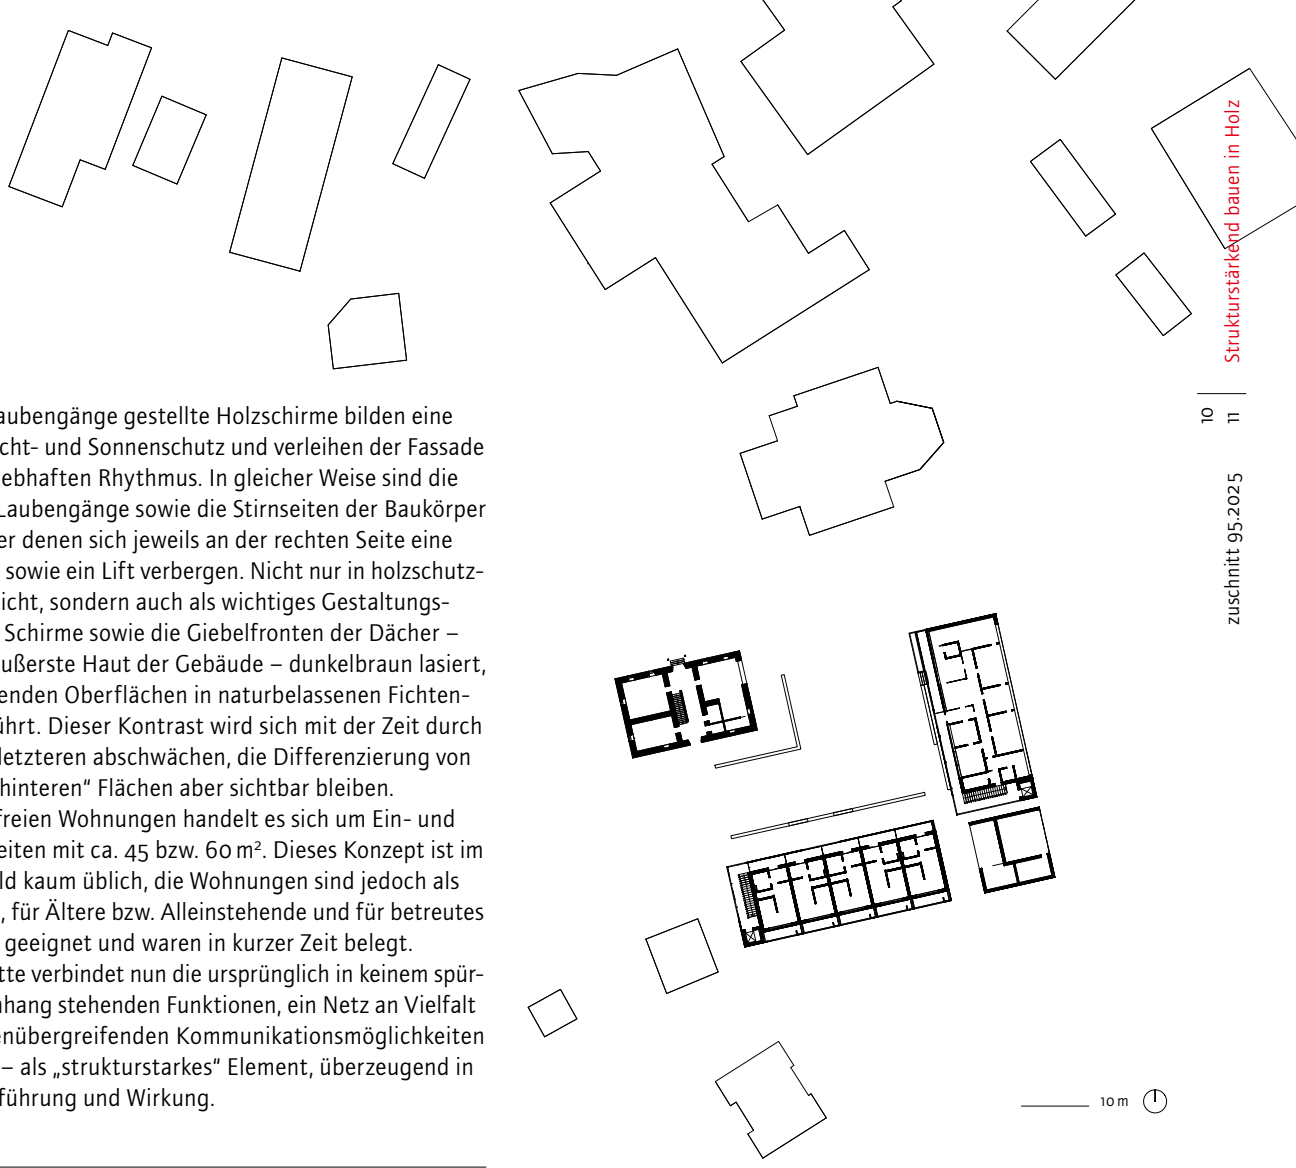 aubengänge gestellte Holzschirme bilden eine
cht- und Sonnenschutz und verleihen der Fassade
ebhaften Rhythmus. In gleicher Weise sind die
Laubengänge sowie die Stirnseiten der Baukörper
er denen sich jeweils an der rechten Seite eine
sowie ein Lift verbergen. Nicht nur in holzschutz-
icht, sondern auch als wichtiges Gestaltungs-
Schirme sowie die Giebelfronten der Dächer –
ußerste Haut der Gebäude – dunkelbraun lasiert,
enden Oberflächen in naturbelassenen Fichten-
ührt. Dieser Kontrast wird sich mit der Zeit durch
letzteren abschwächen, die Differenzierung von
hinteren“ Flächen aber sichtbar bleiben.
freien Wohnungen handelt es sich um Ein- und
eiten mit ca. 45 bzw. 60 m². Dieses Konzept ist im
ld kaum üblich, die Wohnungen sind jedoch als
, für Ältere bzw. Alleinstehende und für betreutes
geeignet und waren in kurzer Zeit belegt.
tte verbindet nun die ursprünglich in keinem spür-
nhang stehenden Funktionen, ein Netz an Vielfalt
enübergreifenden Kommunikationsmöglichkeiten
– als „strukturstarkes“ Element, überzeugend in
führung und Wirkung.
Strukturstärkend bauen in Holz
10
11
zuschnitt 95.2025
10 m